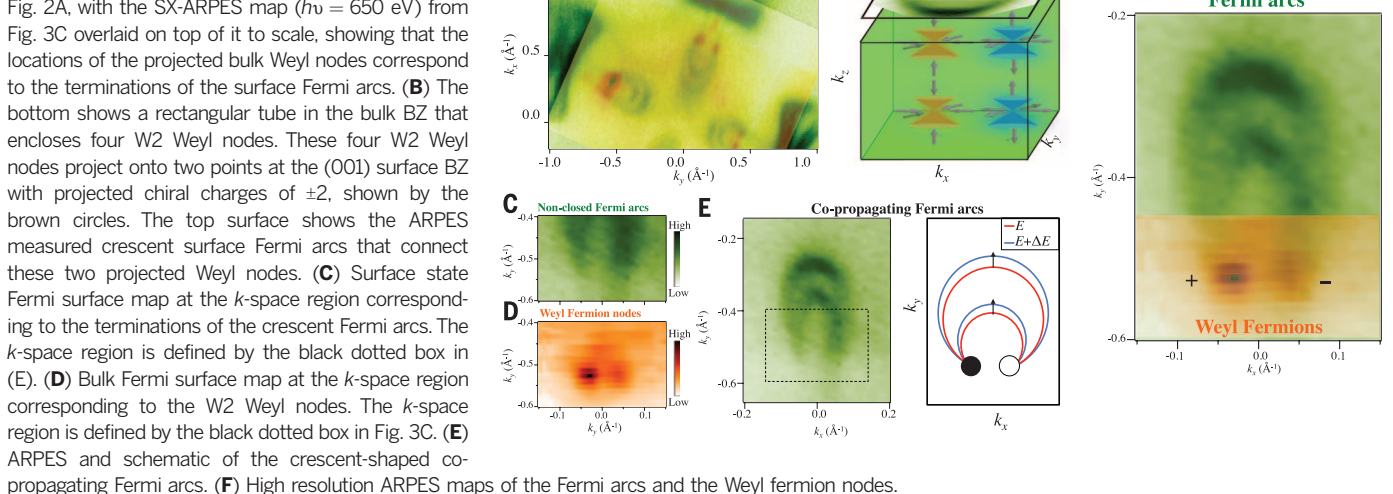 Fig. 2A, with the SX-ARPES map (hυ = 650 eV) from
Fig. 3C overlaid on top of it to scale, showing that the
locations of the projected bulk Weyl nodes correspond
to the terminations of the surface Fermi arcs. (B) The
bottom shows a rectangular tube in the bulk BZ that
encloses four W2 Weyl nodes. These four W2 Weyl
nodes project onto two points at the (001) surface BZ
with projected chiral charges of ±2, shown by the
brown circles. The top surface shows the ARPES
measured crescent surface Fermi arcs that connect
these two projected Weyl nodes. (C) Surface state
Fermi surface map at the k-space region correspond-
ing to the terminations of the crescent Fermi arcs. The
k-space region is defined by the black dotted box in
(E). (D) Bulk Fermi surface map at the k-space region
corresponding to the W2 Weyl nodes. The k-space
region is defined by the black dotted box in Fig. 3C. (E)
ARPES and schematic of the crescent-shaped co-
propagating Fermi arcs. (F) High resolution ARPES maps of the Fermi arcs and the Weyl fermion nodes.
kx (Å-1)
0.5
0.0
-1.0
-0.5
0.0
0.5
1.0
ky (Å-1)
kz
ky
kx
C
Non-closed Fermi arcs
-0.4
-0.6
ky (Å-1)
High
Low
D
Weyl Fermion nodes
-0.4
-0.5
-0.6
ky (Å-1)
-0.1
0.0
0.1
ky (Å-1)
High
Low
E
Co-propagating Fermi arcs
-0.2
-0.4
-0.6
ky (Å-1)
-0.2
0.0
0.2
kx (Å-1)
E
E+ΔE
ky
kx
Fermi arcs
-0.2
-0.4
-0.6
ky (Å-1)
+
-
Weyl Fermions
-0.1
0.0
0.1
kx (Å-1)